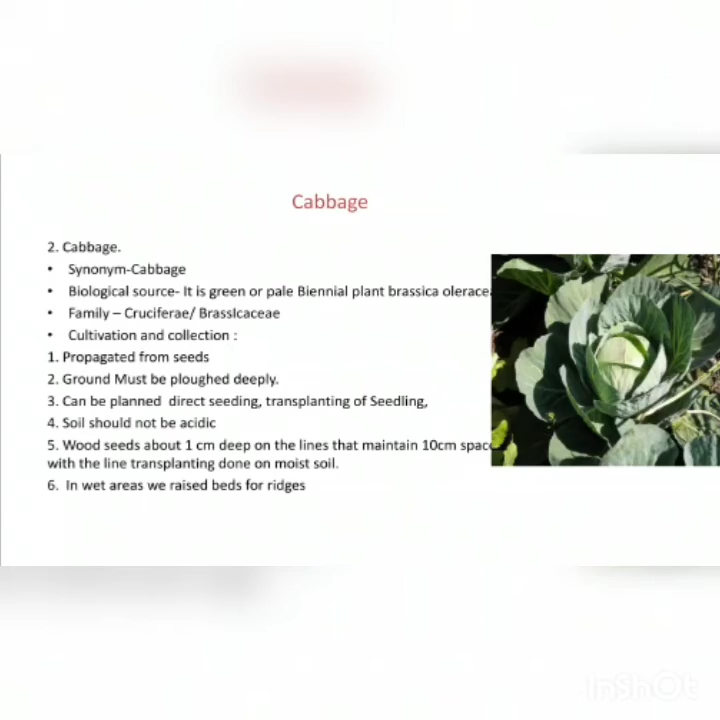 Cabbage
2. Cabbage.
• Synonym-Cabbage
• Biological source- It is green or pale Biennial plant brassica olerace
• Family – Cruciferae/ Brasslcaceae
• Cultivation and collection :
1. Propagated from seeds
2. Ground Must be ploughed deeply.
3. Can be planned direct seeding, transplanting of Seedling,
4. Soil should not be acidic
5. Wood seeds about 1 cm deep on the lines that maintain 10cm spac
with the line transplanting done on moist soil.
6. In wet areas we raised beds for ridges
InShOt